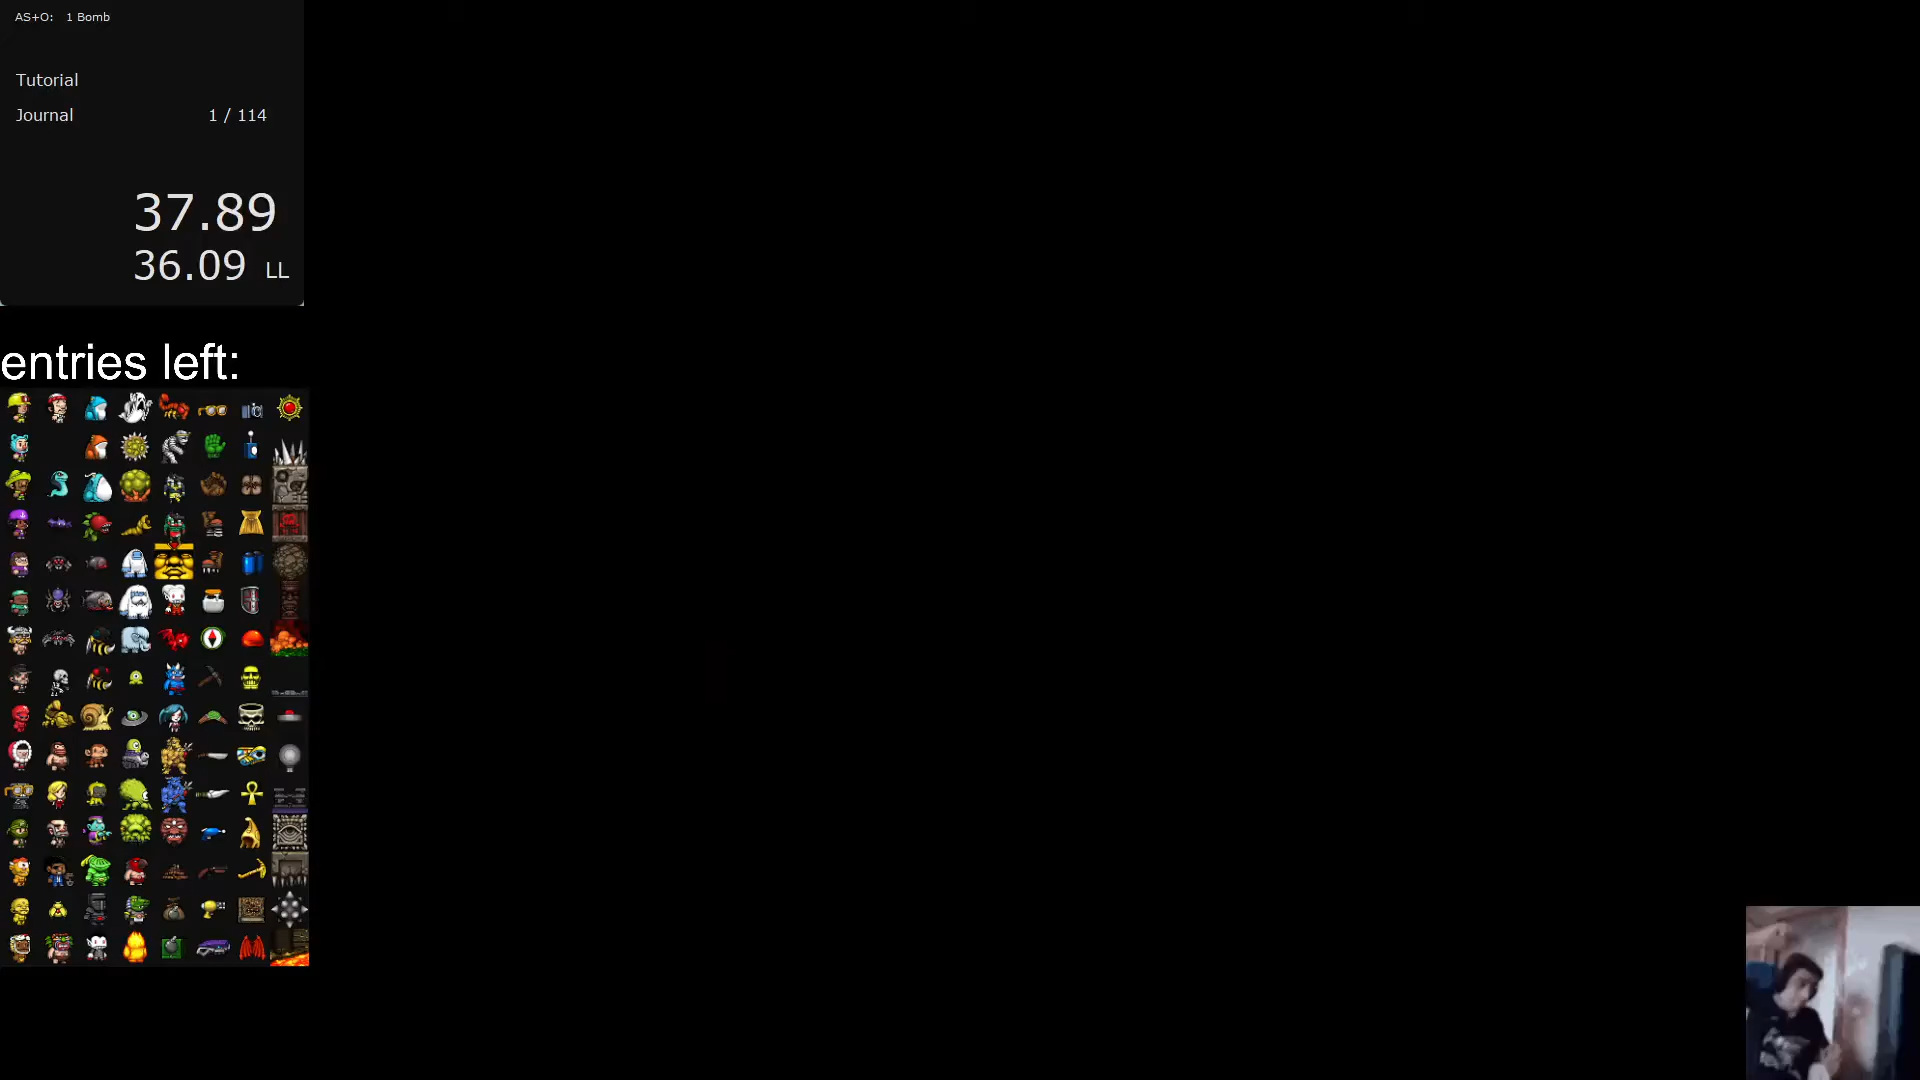 AS+O: 1 Bomb
Tutorial
Journal 1 / 114
37.89
36.09 LL
entries left: